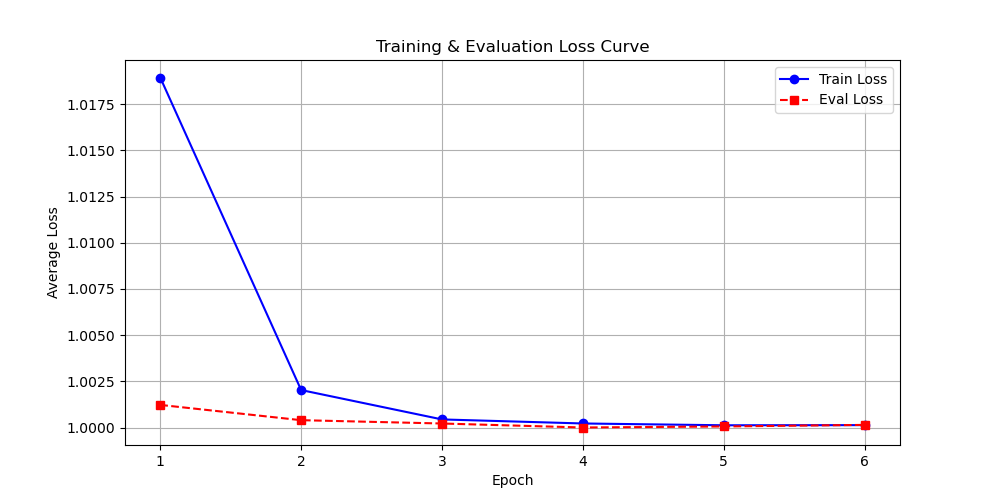 Training & Evaluation Loss Curve
Train Loss
Eval Loss
Average Loss
1.0175
1.0150
1.0125
1.0100
1.0075
1.0050
1.0025
1.0000
1 2 3 4 5 6
Epoch